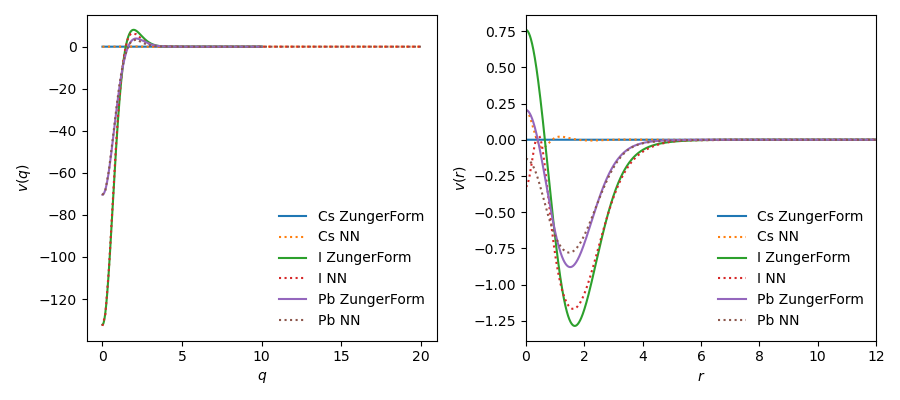 0
−20
−40
−60
−80
−100
−120
0
5
10
15
20
v(q)
q
Cs ZungerForm
Cs NN
I ZungerForm
I NN
Pb ZungerForm
Pb NN
0.75
0.50
0.25
0.00
−0.25
−0.50
−0.75
−1.00
−1.25
0
2
4
6
8
10
12
v(r)
r
Cs ZungerForm
Cs NN
I ZungerForm
I NN
Pb ZungerForm
Pb NN